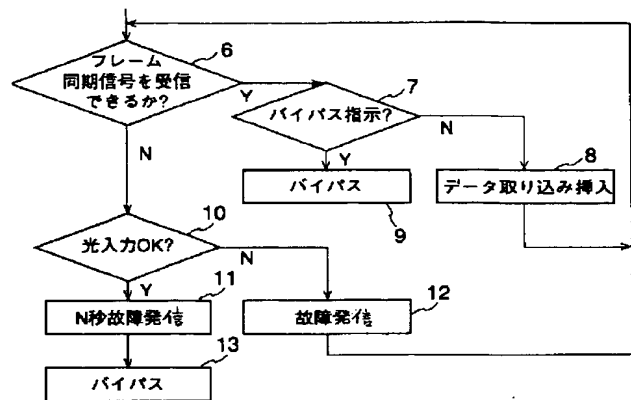 フレーム
同期信号を受信
できるか?
6
Y
N
バイパス指示?
7
N
Y
データ取り込み挿入
8
バイパス
9
光入力OK?
10
N
Y
N秒故障発信
11
故障発信
12
バイパス
13